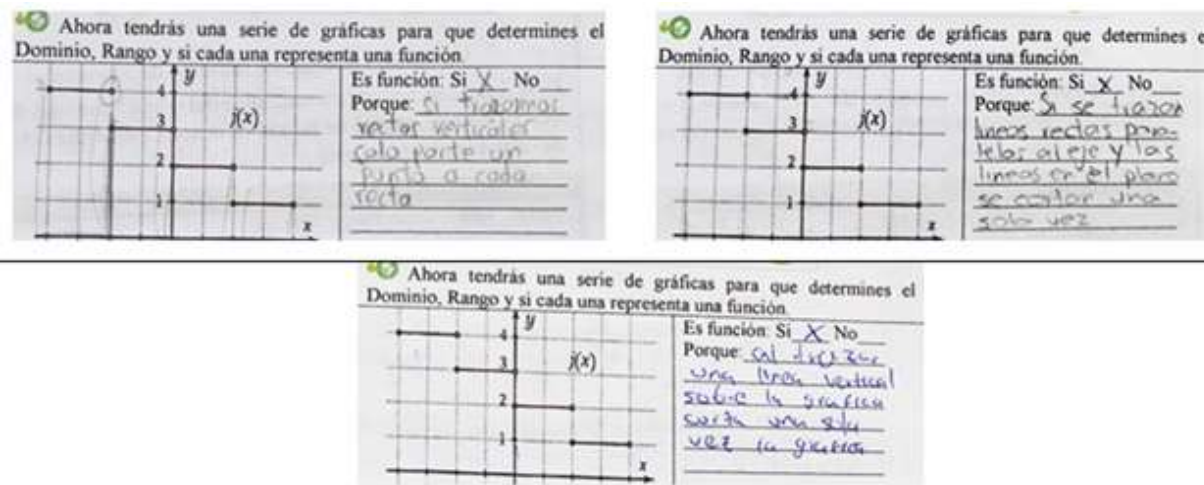 Ahora tendrás una serie de gráficas para que determines el
Dominio, Rango y si cada una representa una función.
y
4
3
2
1
j(x)
x
Es función: Si X No
Porque: Si trazamos
rectas verticales
solo parte un
punto a cada
recta
Ahora tendrás una serie de gráficas para que determines e
Dominio, Rango y si cada una representa una función.
y
4
3
2
1
j(x)
x
Es función: Si X No
Porque: Si se trazan
lineas rectas para-
lelas al eje y las
lineas en el plano
se cortan una
sola vez
Ahora tendrás una serie de gráficas para que determines el
Dominio, Rango y si cada una representa una función.
y
4
3
2
1
j(x)
x
Es función: Si X No
Porque: al trazar
una linea vertical
sobre la grafica
corta una sola
vez la grafica